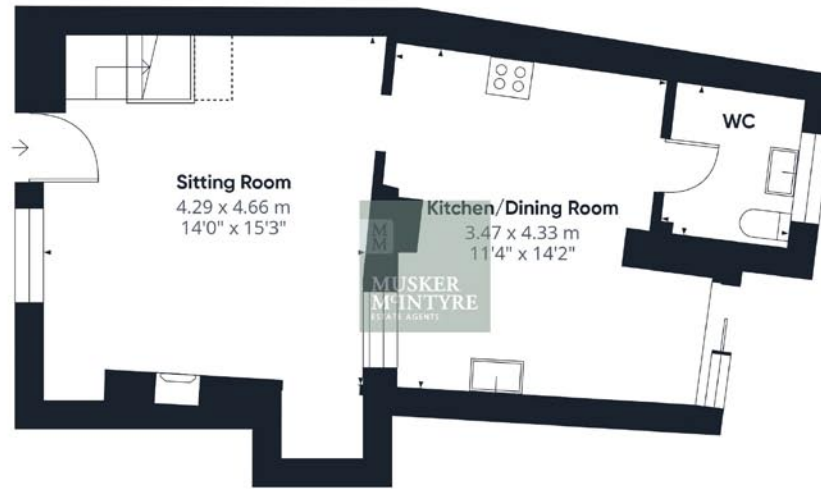 WC
Sitting Room
4.29 x 4.66 m
14'0" x 15'3"
Kitchen/Dining Room
3.47 x 4.33 m
11'4" x 14'2"
M
M
MUSKER
McINTYRE
ESTATE AGENTS